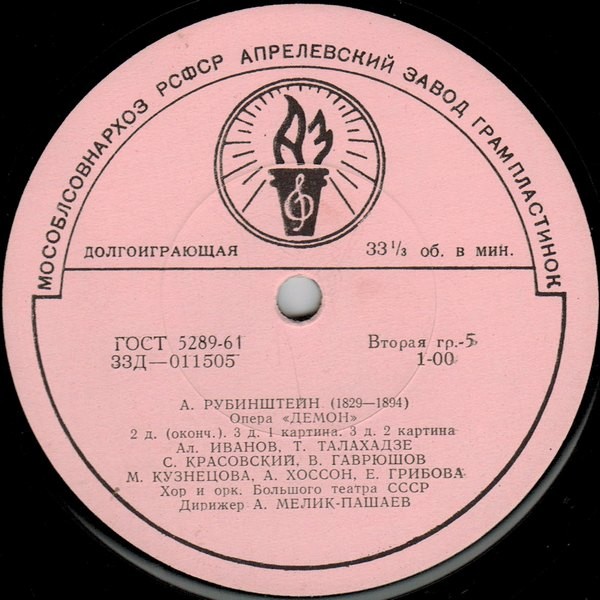 МОСОБЛСОВНАРХОЗ РСФСР АПРЕЛЕВСКИЙ ЗАВОД ГРАМПЛАСТИНОК
АЗ
ДОЛГОИГРАЮЩАЯ 33 1/3 об. в мин.
ГОСТ 5289-61 Вторая гр.-5
33Д—011505 1-00
А. РУБИНШТЕЙН (1829—1894)
Опера «ДЕМОН»
2 д. (оконч.). 3 д. 1 картина. 3 д. 2 картина
Ал. ИВАНОВ, Т. ТАЛАХАДЗЕ
С. КРАСОВСКИЙ, В. ГАВРЮШОВ
М. КУЗНЕЦОВА, А. ХОССОН, Е. ГРИБОВА
Хор и орк. Большого театра СССР
Дирижер А. МЕЛИК-ПАШАЕВ